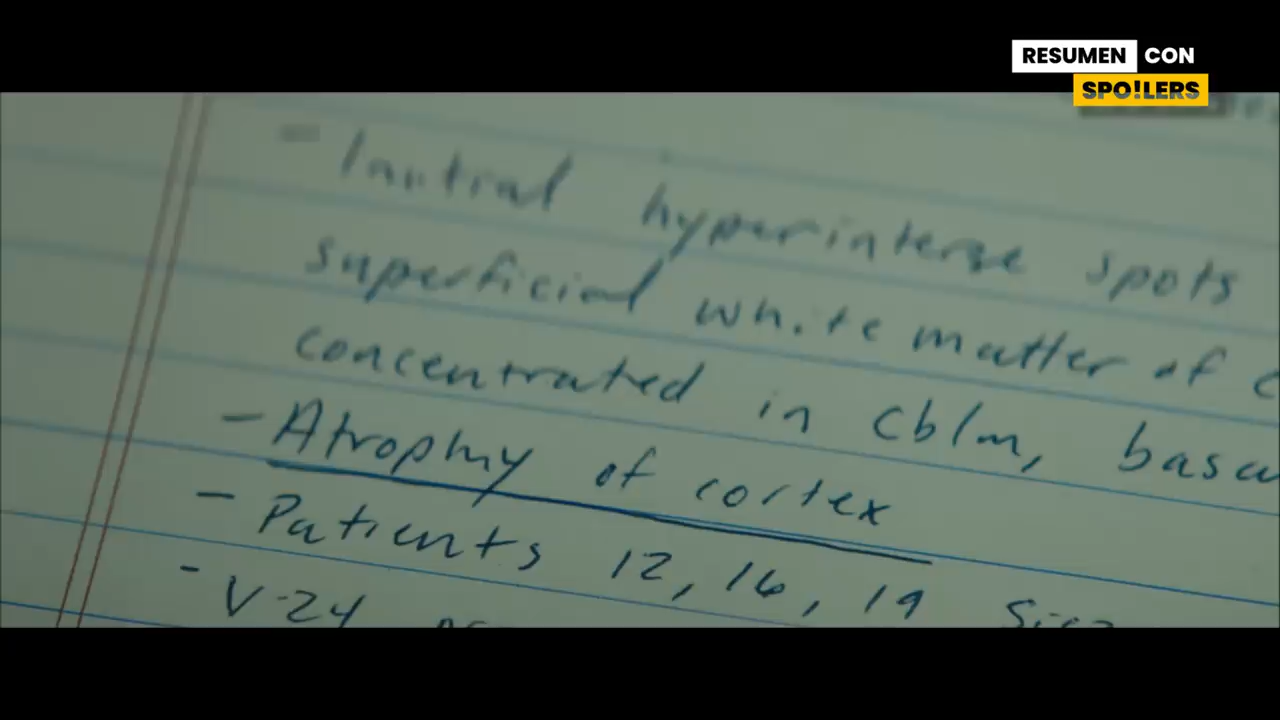 RESUMEN CON
SPO!LERS
- Initial hyperintense spots
superficial white matter of
concentrated in cblm,
- Atrophy of cortex
- Patients 12, 16, 19
- V-24